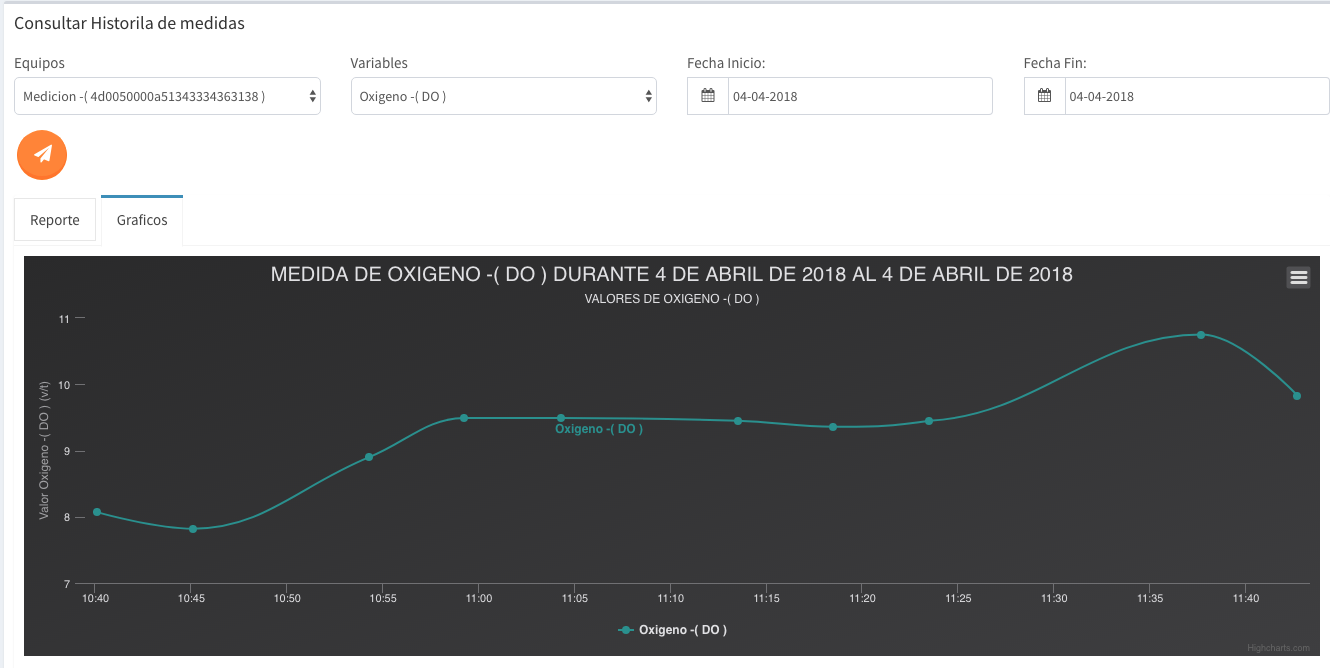 Consultar Historila de medidas
Equipos Variables Fecha Inicio: Fecha Fin:
Medicion -( 4d0050000a51343334363138 ) Oxigeno -( DO ) 04-04-2018 04-04-2018
Reporte Graficos
MEDIDA DE OXIGENO -( DO ) DURANTE 4 DE ABRIL DE 2018 AL 4 DE ABRIL DE 2018
VALORES DE OXIGENO -( DO )
Valor Oxigeno -( DO ) (v/t)
11
10
9
8
7
Oxigeno -( DO )
10:40 10:45 10:50 10:55 11:00 11:05 11:10 11:15 11:20 11:25 11:30 11:35 11:40
Oxigeno -( DO )
Highcharts.com